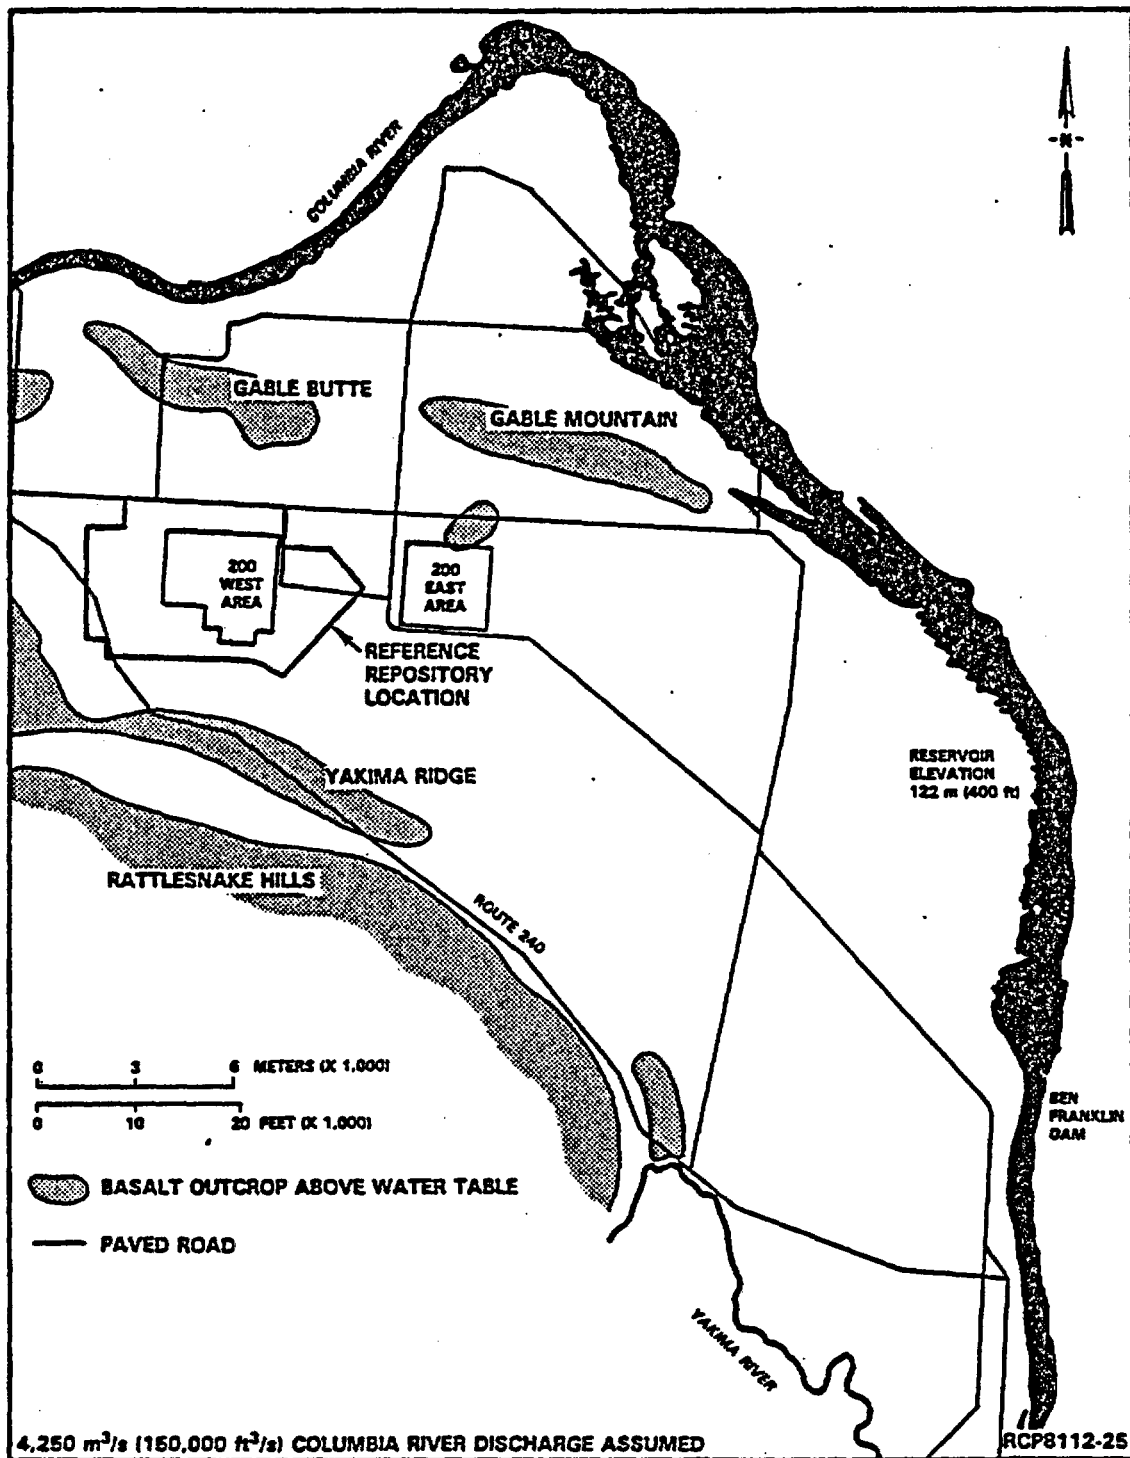 COLUMBIA RIVER
-N-
GABLE BUTTE
GABLE MOUNTAIN
200
WEST
AREA
200
EAST
AREA
REFERENCE
REPOSITORY
LOCATION
YAKIMA RIDGE
RESERVOIR
ELEVATION
122 m (400 ft)
RATTLESNAKE HILLS
ROUTE 240
0 3 6 METERS (X 1,000)
0 10 20 FEET (X 1,000)
BEN
FRANKLIN
DAM
BASALT OUTCROP ABOVE WATER TABLE
PAVED ROAD
YAKIMA RIVER
4,250 m³/s (150,000 ft³/s) COLUMBIA RIVER DISCHARGE ASSUMED
RCP8112-25